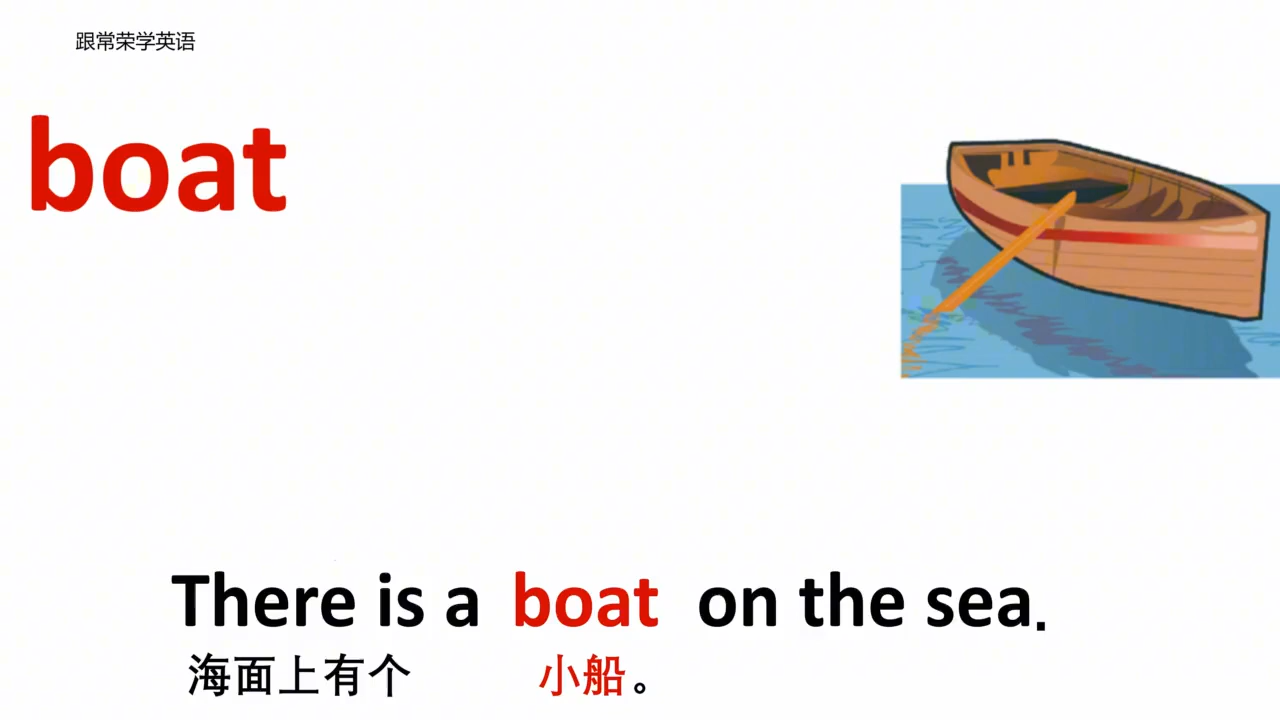 跟常荣学英语
boat
There is a boat on the sea.
海面上有个 小船。